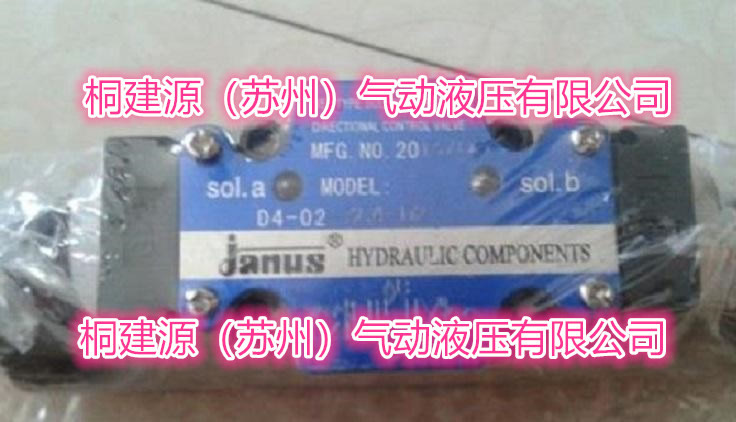 桐建源（苏州）气动液压有限公司
DIRECTIONAL CONTROL VALVE
MFG.NO.20
sol.a MODEL: sol.b
D4-02
janus® HYDRAULIC COMPONENTS
桐建源（苏州）气动液压有限公司